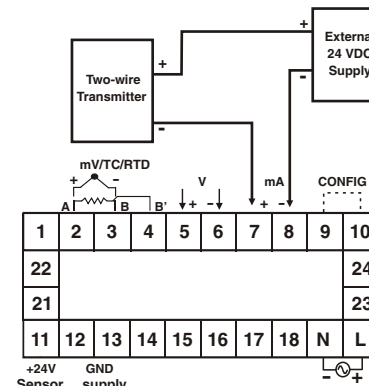 +
External
24 VDC
Supply
-
Two-wire
Transmitter
+
-
mV/TC/RTD
+ -
A B B'
V
+ -
mA
+ -
CONFIG
1 2 3 4 5 6 7 8 9 10
22 24
21 23
11 12 13 14 15 16 17 18 N L
+24V GND
Sensor supply
- +